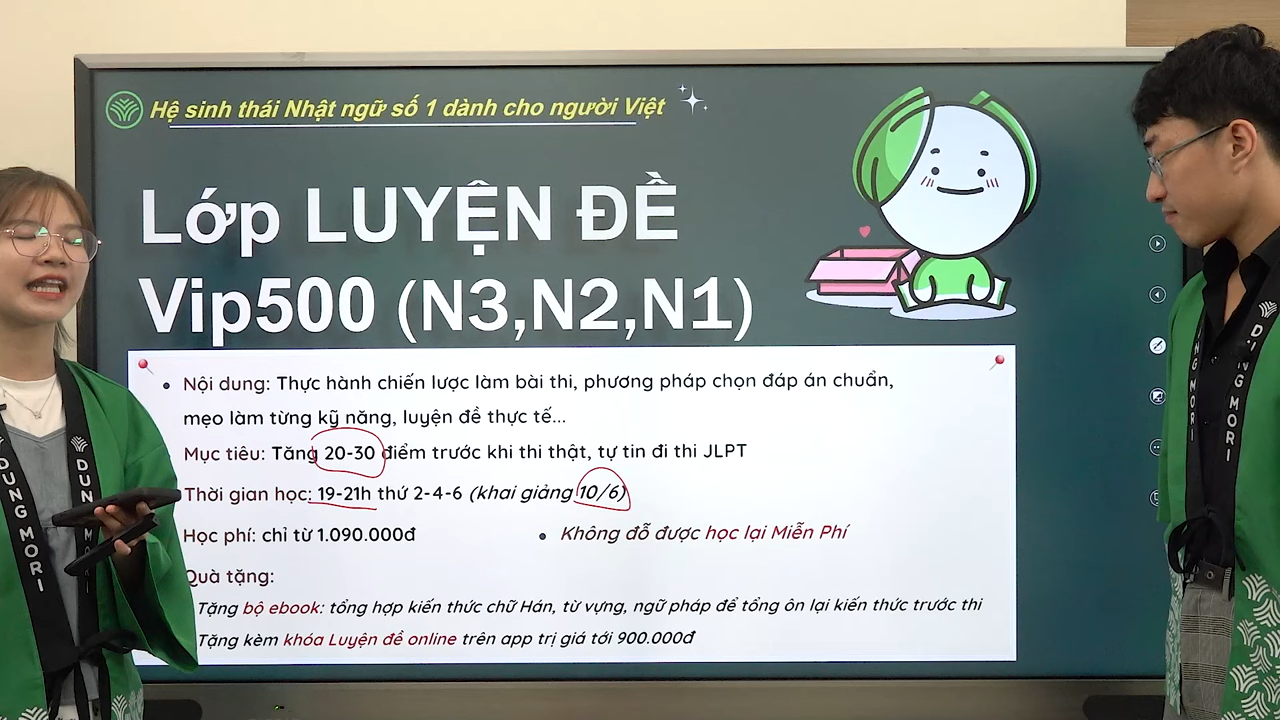 Hệ sinh thái Nhật ngữ số 1 dành cho người Việt
Lớp LUYỆN ĐỀ
Vip500 (N3,N2,N1)
Nội dung: Thực hành chiến lược làm bài thi, phương pháp chọn đáp án chuẩn,
mẹo làm từng kỹ năng, luyện đề thực tế...
Mục tiêu: Tăng 20-30 điểm trước khi thi thật, tự tin đi thi JLPT
Thời gian học: 19-21h thứ 2-4-6 (khai giảng 10/6)
Học phí: chỉ từ 1.090.000đ
Không đỗ được học lại Miễn Phí
Quà tặng:
Tặng bộ ebook: tổng hợp kiến thức chữ Hán, từ vựng, ngữ pháp để tổng ôn lại kiến thức trước thi
Tặng kèm khóa Luyện đề online trên app trị giá tới 900.000đ
DUNG MORI
DUNG M
DUNG MORI
DUNG MORI